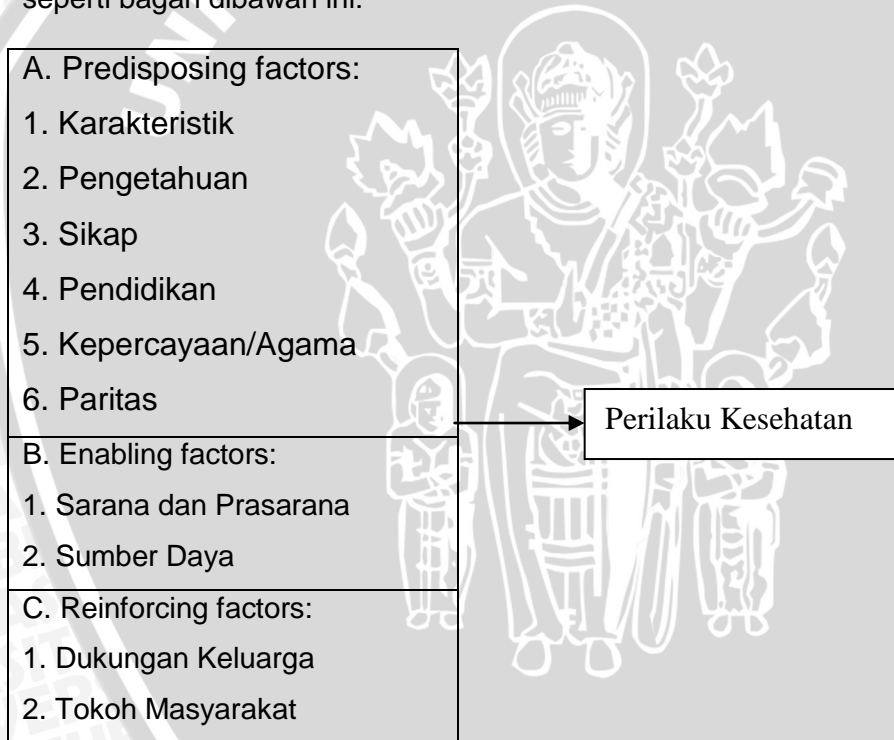 seperti bagan dibawah ini:
A. Predisposing factors:
1. Karakteristik
2. Pengetahuan
3. Sikap
4. Pendidikan
5. Kepercayaan/Agama
6. Paritas
B. Enabling factors:
1. Sarana dan Prasarana
2. Sumber Daya
C. Reinforcing factors:
1. Dukungan Keluarga
2. Tokoh Masyarakat
Perilaku Kesehatan